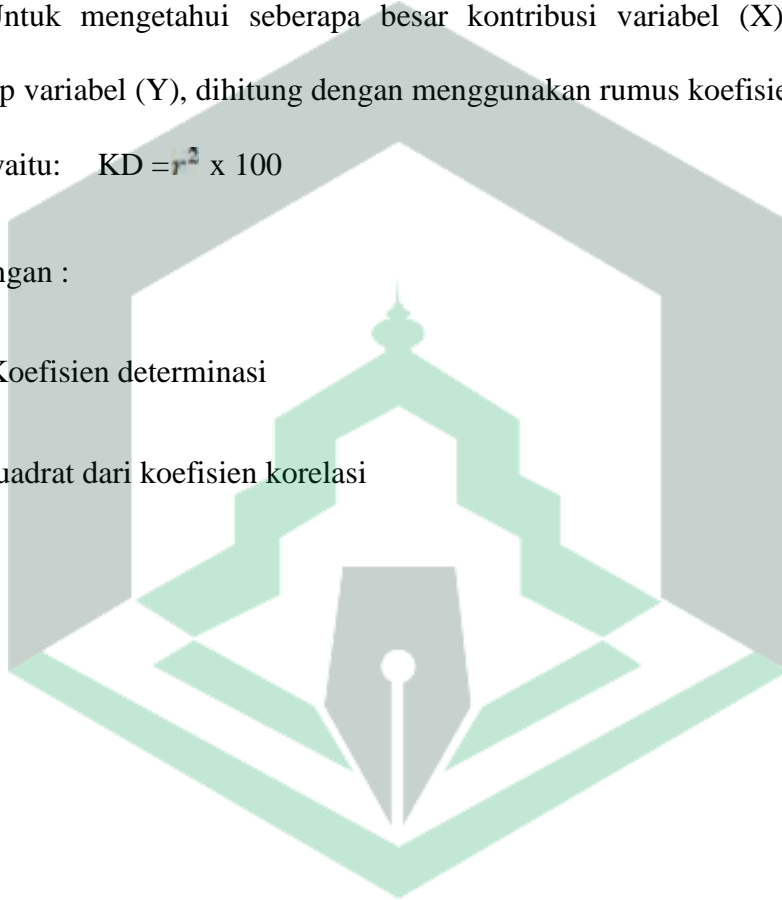 Untuk mengetahui seberapa besar kontribusi variabel (X)
p variabel (Y), dihitung dengan menggunakan rumus koefisie
yaitu: KD = r² x 100
ngan :
Koefisien determinasi
uadrat dari koefisien korelasi